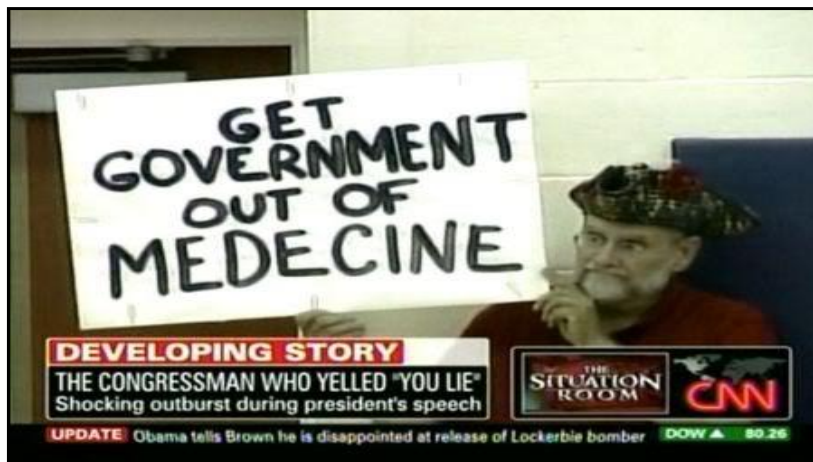 GET
GOVERNMENT
OUT OF
MEDECINE
DEVELOPING STORY
THE CONGRESSMAN WHO YELLED "YOU LIE"
Shocking outburst during president's speech
THE
SITUATION
ROOM
CNN
UPDATE Obama tells Brown he is disappointed at release of Lockerbie bomber DOW ▲ 80.26